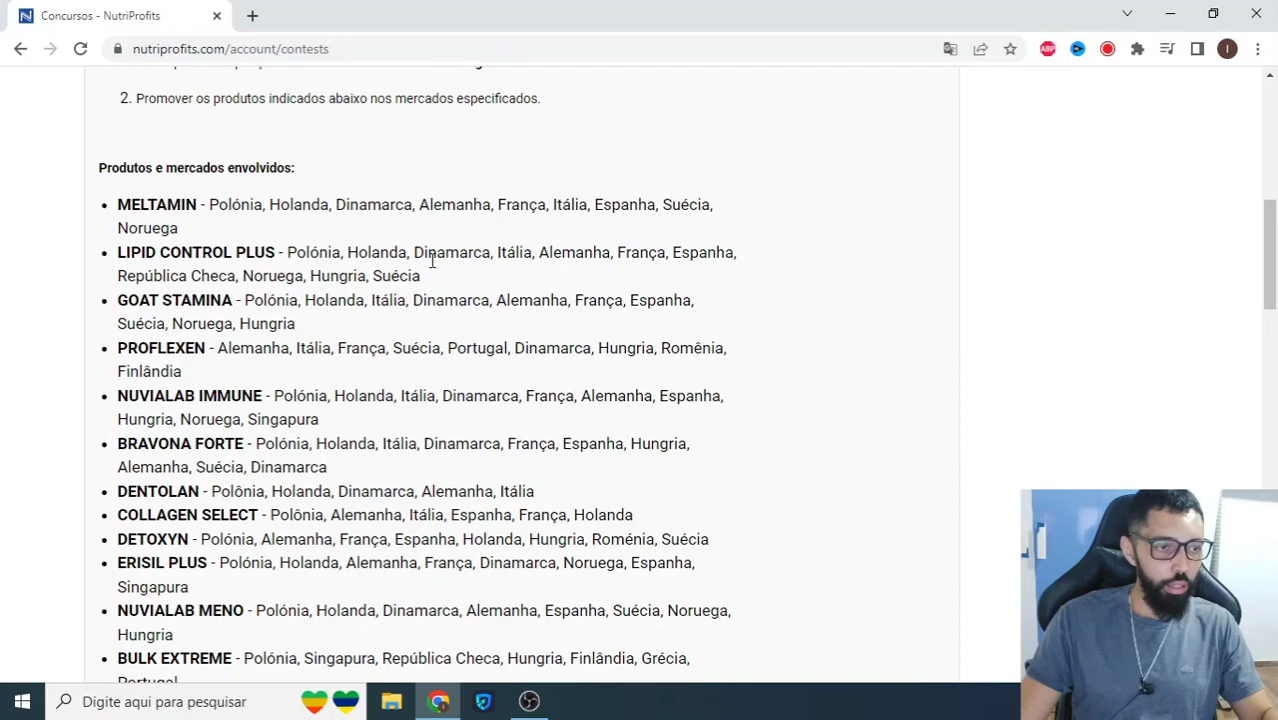 Concursos - NutriProfits
nutriprofits.com/account/contests
ABP
I
2. Promover os produtos indicados abaixo nos mercados especificados.
Produtos e mercados envolvidos:
• MELTAMIN - Polónia, Holanda, Dinamarca, Alemanha, França, Itália, Espanha, Suécia,
Noruega
• LIPID CONTROL PLUS - Polónia, Holanda, Dinamarca, Itália, Alemanha, França, Espanha,
República Checa, Noruega, Hungria, Suécia
• GOAT STAMINA - Polónia, Holanda, Itália, Dinamarca, Alemanha, França, Espanha,
Suécia, Noruega, Hungria
• PROFLEXEN - Alemanha, Itália, França, Suécia, Portugal, Dinamarca, Hungria, Romênia,
Finlândia
• NUVIALAB IMMUNE - Polónia, Holanda, Itália, Dinamarca, França, Alemanha, Espanha,
Hungria, Noruega, Singapura
• BRAVONA FORTE - Polónia, Holanda, Itália, Dinamarca, França, Espanha, Hungria,
Alemanha, Suécia, Dinamarca
• DENTOLAN - Polônia, Holanda, Dinamarca, Alemanha, Itália
• COLLAGEN SELECT - Polônia, Alemanha, Itália, Espanha, França, Holanda
• DETOXYN - Polónia, Alemanha, França, Espanha, Holanda, Hungria, Roménia, Suécia
• ERISIL PLUS - Polónia, Holanda, Alemanha, França, Dinamarca, Noruega, Espanha,
Singapura
• NUVIALAB MENO - Polónia, Holanda, Dinamarca, Alemanha, Espanha, Suécia, Noruega,
Hungria
• BULK EXTREME - Polónia, Singapura, República Checa, Hungria, Finlândia, Grécia,
Portugal
Digite aqui para pesquisar